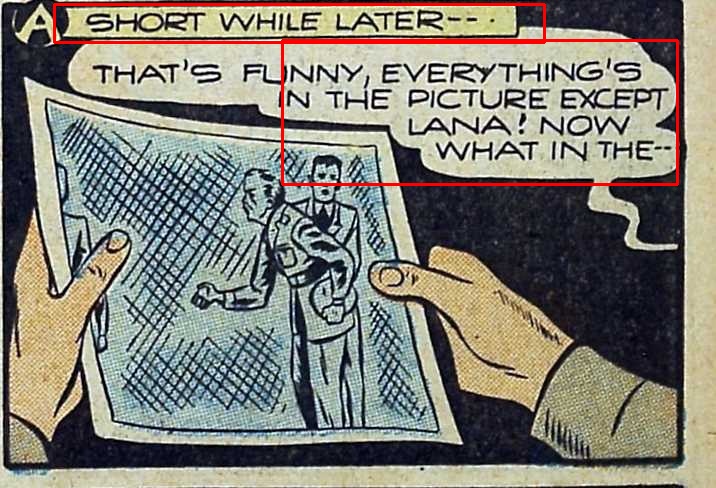 A SHORT WHILE LATER--
THAT'S FUNNY, EVERYTHING'S
IN THE PICTURE EXCEPT
LANA! NOW
WHAT IN THE--